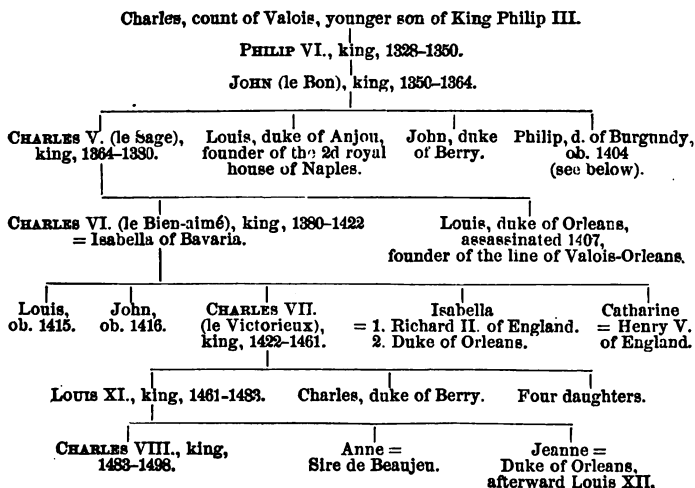 Charles, count of Valois, younger son of King Philip III.
PHILIP VI., king, 1328-1350.
JOHN (le Bon), king, 1350-1364.
CHARLES V. (le Sage),
king, 1364-1380.
Louis, duke of Anjou,
founder of the 2d royal
house of Naples.
John, duke
of Berry.
Philip, d. of Burgundy,
ob. 1404
(see below).
CHARLES VI. (le Bien-aimé), king, 1380-1422
= Isabella of Bavaria.
Louis, duke of Orleans,
assassinated 1407,
founder of the line of Valois-Orleans.
Louis,
ob. 1415.
John,
ob. 1416.
CHARLES VII.
(le Victorieux),
king, 1422-1461.
Isabella
= 1. Richard II. of England.
2. Duke of Orleans.
Catharine
= Henry V.
of England.
LOUIS XI., king, 1461-1483.
Charles, duke of Berry.
Four daughters.
CHARLES VIII., king,
1483-1498.
Anne =
Sire de Beaujeu.
Jeanne =
Duke of Orleans,
afterward Louis XII.